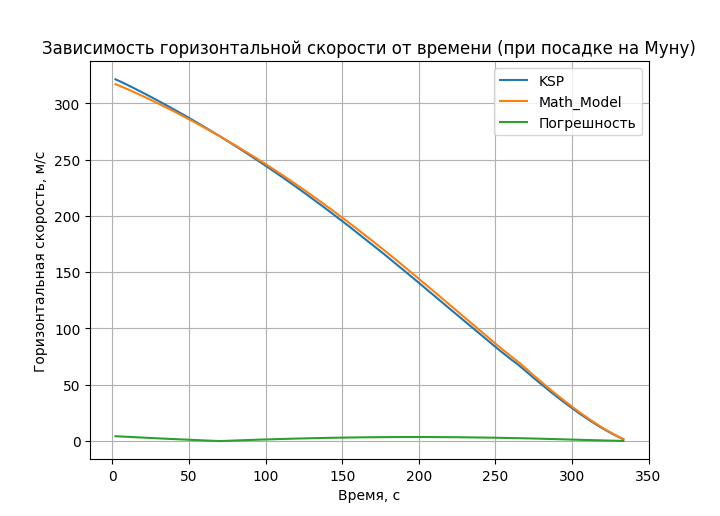 Зависимость горизонтальной скорости от времени (при посадке на Муну)
KSP
Math_Model
Погрешность
Горизонтальная скорость, м/с
300
250
200
150
100
50
0
0 50 100 150 200 250 300 350
Время, с